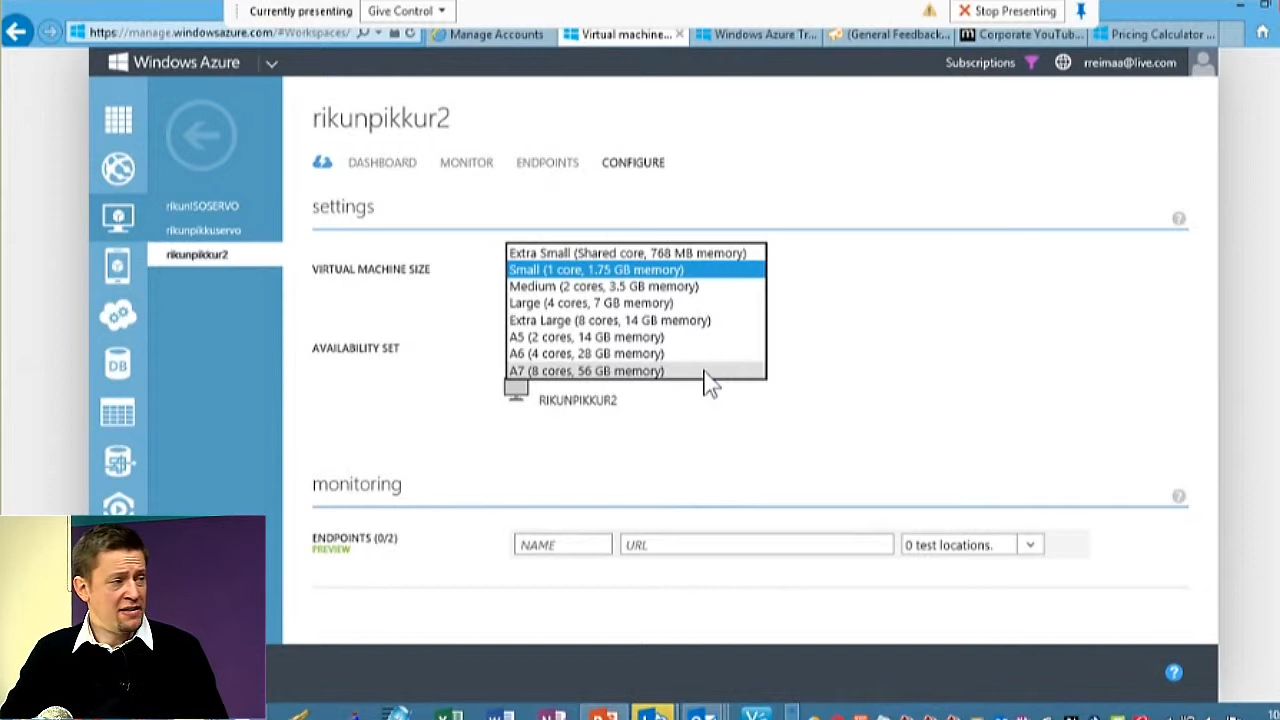 Currently presenting
Give Control
Stop Presenting
https://manage.windowsazure.com/#Workspaces/
Manage Accounts
Virtual machine...
Windows Azure Tr...
(General Feedback...
Corporate YouTub...
Pricing Calculator
Windows Azure
Subscriptions
rreimaa@live.com
rikunpikkur2
DASHBOARD
MONITOR
ENDPOINTS
CONFIGURE
rikunISOSERVO
rikunpikkuservo
rikunpikkur2
settings
VIRTUAL MACHINE SIZE
Extra Small (Shared core, 768 MB memory)
Small (1 core, 1.75 GB memory)
Medium (2 cores, 3.5 GB memory)
Large (4 cores, 7 GB memory)
Extra Large (8 cores, 14 GB memory)
A5 (2 cores, 14 GB memory)
A6 (4 cores, 28 GB memory)
A7 (8 cores, 56 GB memory)
AVAILABILITY SET
RIKUNPIKKUR2
DB
monitoring
ENDPOINTS (0/2)
PREVIEW
NAME
URL
0 test locations.